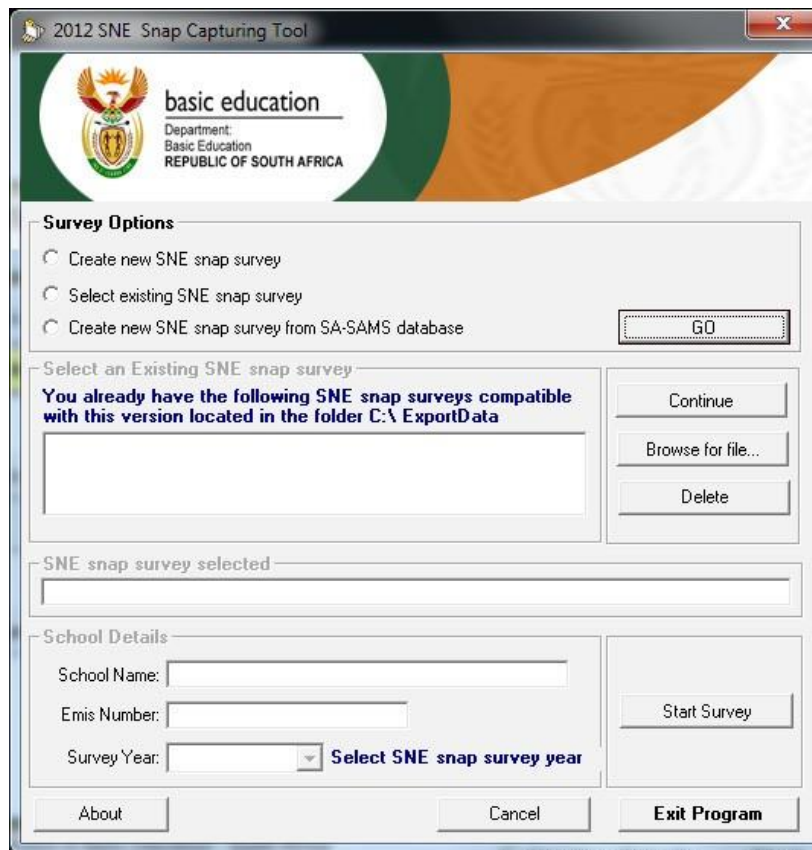 2012 SNE Snap Capturing Tool
basic education
Department:
Basic Education
REPUBLIC OF SOUTH AFRICA
Survey Options
Create new SNE snap survey
Select existing SNE snap survey
Create new SNE snap survey from SA-SAMS database
GO
Select an Existing SNE snap survey
You already have the following SNE snap surveys compatible
with this version located in the folder C:\ ExportData
Continue
Browse for file...
Delete
SNE snap survey selected
School Details
School Name:
Emis Number:
Survey Year:
Select SNE snap survey year
Start Survey
About
Cancel
Exit Program